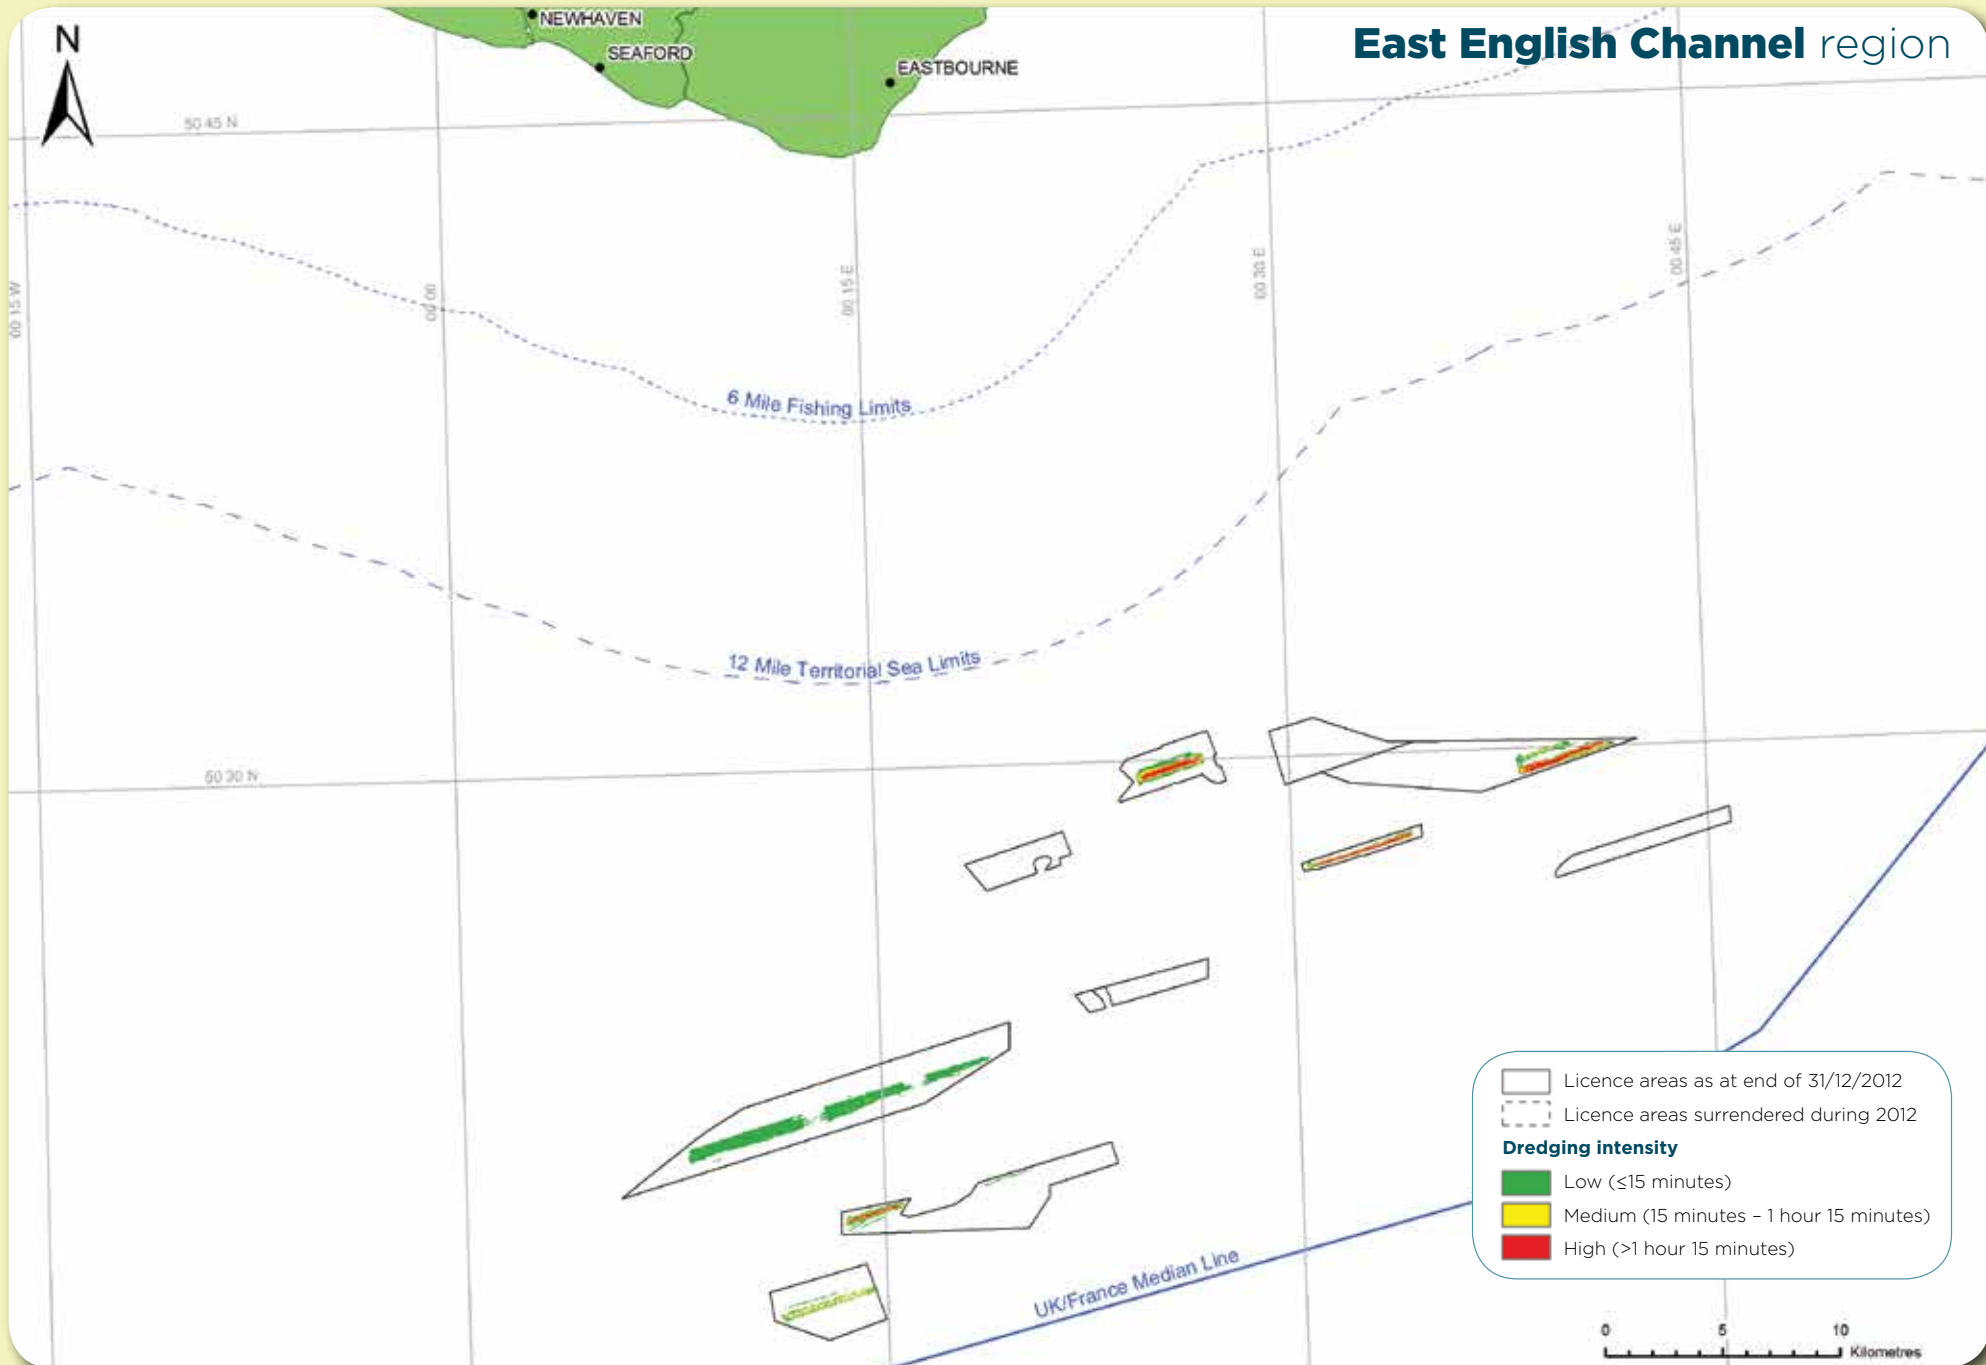 East English Channel region
N
NEWHAVEN
SEAFORD
EASTBOURNE
50 45 N
00 15 W
00 00
00 15 E
00 30 E
00 45 E
6 Mile Fishing Limits
12 Mile Territorial Sea Limits
50 30 N
UK/France Median Line
Licence areas as at end of 31/12/2012
Licence areas surrendered during 2012
Dredging intensity
Low (≤15 minutes)
Medium (15 minutes – 1 hour 15 minutes)
High (>1 hour 15 minutes)
0 5 10
Kilometres